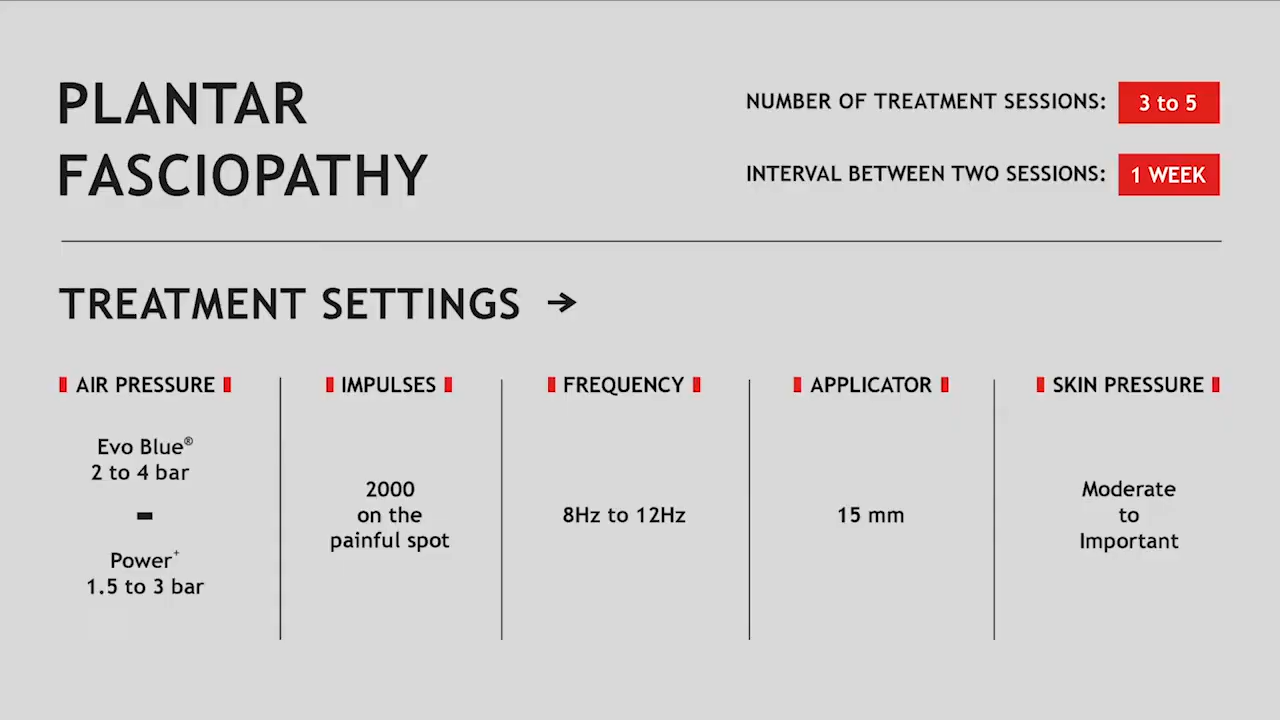 PLANTAR
FASCIOPATHY
NUMBER OF TREATMENT SESSIONS: 3 to 5
INTERVAL BETWEEN TWO SESSIONS: 1 WEEK
TREATMENT SETTINGS →
AIR PRESSURE
Evo Blue®
2 to 4 bar
-
Power⁺
1.5 to 3 bar
IMPULSES
2000
on the
painful spot
FREQUENCY
8Hz to 12Hz
APPLICATOR
15 mm
SKIN PRESSURE
Moderate
to
Important